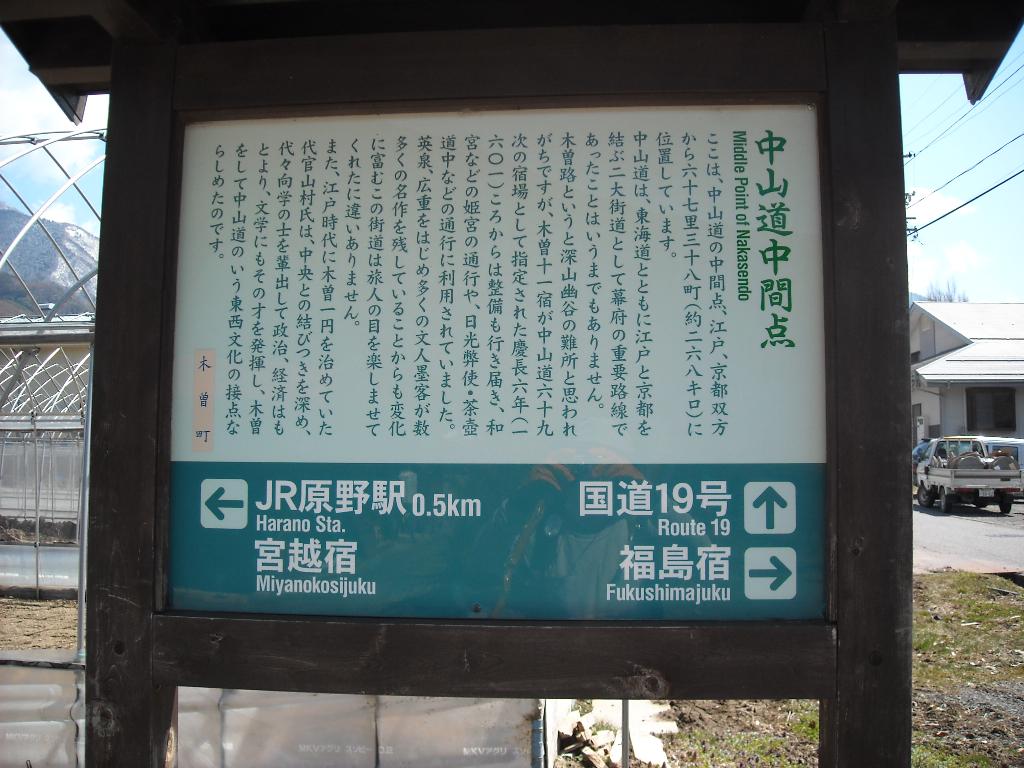 中山道中間点
Middle Point of Nakasendo
ここは、中山道の中間点、江戸、京都双方
から六十七里三十八町(約二六八キロ)に
位置しています。
中山道は、東海道とともに江戸と京都を
結ぶ二大街道として幕府の重要路線で
あったことはいうまでもありません。
木曽路というと深山幽谷の難所と思われ
がちですが、木曽十一宿が中山道六十九
次の宿場として指定された慶長六年(一
六〇一)ころからは整備も行き届き、和
宮などの姫宮の通行や、日光弊使・茶壺
道中などの通行に利用されていました。
英泉、広重をはじめ多くの文人墨客が数
多くの名作を残していることからも変化
に富むこの街道は旅人の目を楽しませて
くれたに違いありません。
また、江戸時代に木曽一円を治めていた
代官山村氏は、中央との結びつきを深め、
代々向学の士を輩出して政治、経済はも
とより、文学にもその才を発揮し、木曽
をして中山道のいう東西文化の接点な
らしめたのです。
木曽町
JR原野駅 0.5km
Harano Sta.
宮越宿
Miyanokosijuku
国道19号
Route 19
福島宿
Fukushimajuku